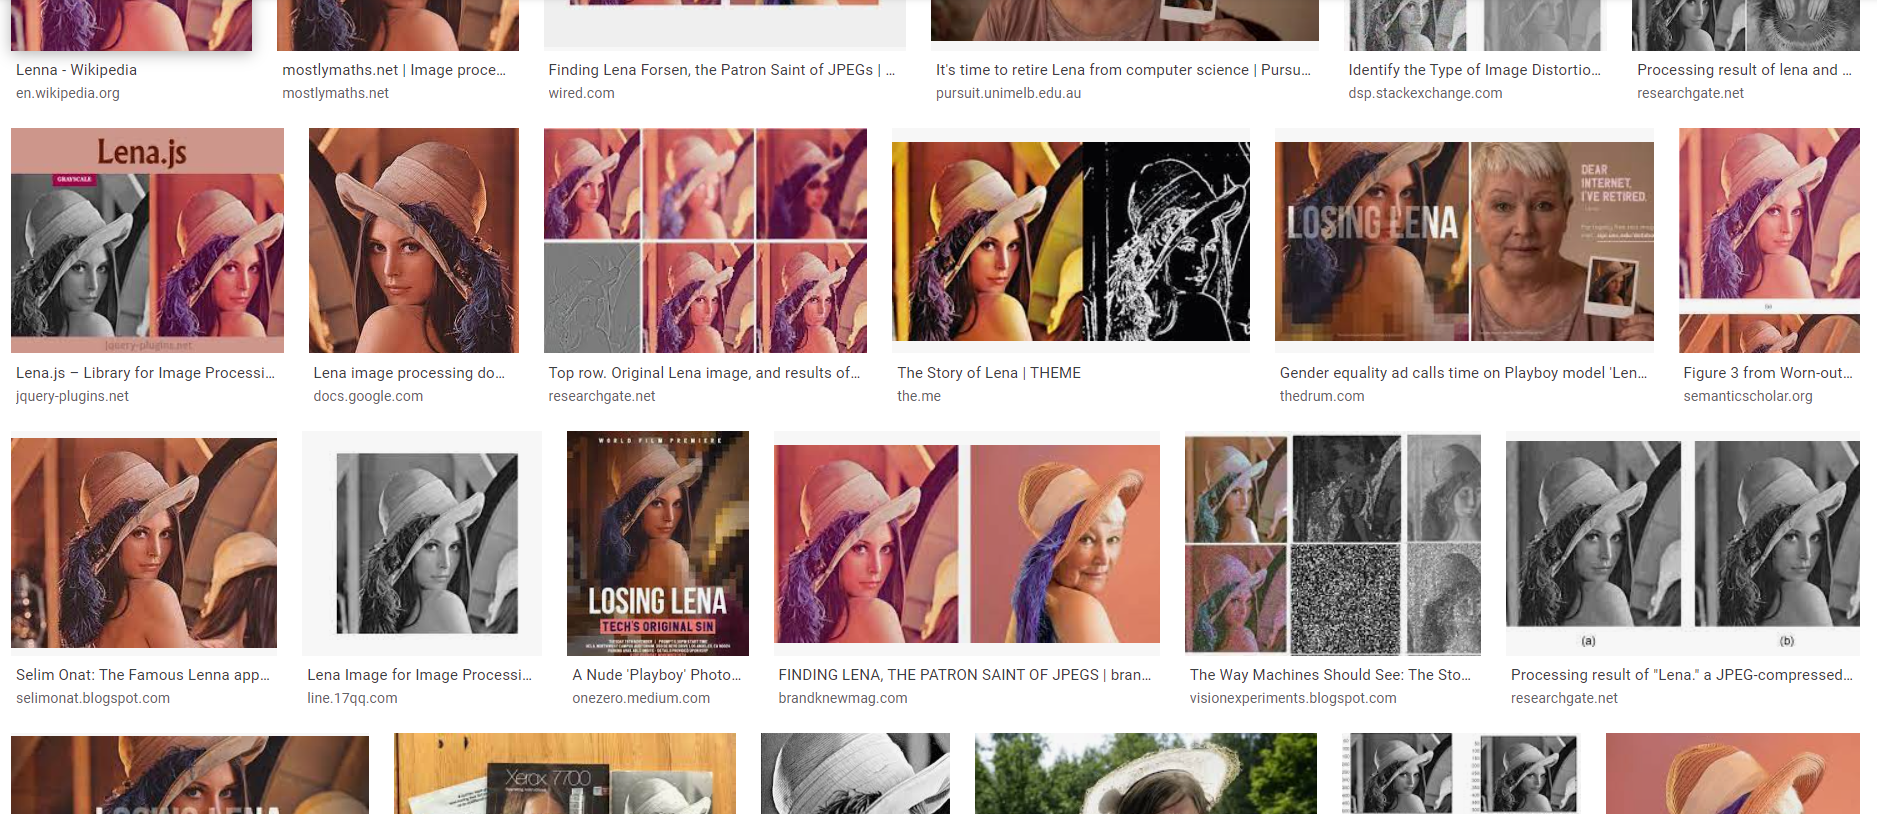 Lenna - Wikipedia
en.wikipedia.org
mostlymaths.net | Image proce...
mostlymaths.net
Finding Lena Forsen, the Patron Saint of JPEGs | ...
wired.com
It's time to retire Lena from computer science | Pursu...
pursuit.unimelb.edu.au
Identify the Type of Image Distortio...
dsp.stackexchange.com
Processing result of lena and ...
researchgate.net
Lena.js
GRAYSCALE
jquery-plugins.net
LOSING LENA
DEAR
INTERNET,
I'VE RETIRED.
Lena.js – Library for Image Processi...
jquery-plugins.net
Lena image processing do...
docs.google.com
Top row. Original Lena image, and results of...
researchgate.net
The Story of Lena | THEME
the.me
Gender equality ad calls time on Playboy model 'Len...
thedrum.com
Figure 3 from Worn-out...
semanticscholar.org
WORLD FILM PREMIERE
LOSING LENA
TECH'S ORIGINAL SIN
(a)
(b)
Selim Onat: The Famous Lenna app...
selimonat.blogspot.com
Lena Image for Image Processi...
line.17qq.com
A Nude 'Playboy' Photo...
onezero.medium.com
FINDING LENA, THE PATRON SAINT OF JPEGS | bran...
brandknewmag.com
The Way Machines Should See: The Sto...
visionexperiments.blogspot.com
Processing result of "Lena." a JPEG-compressed...
researchgate.net
LOSING LENA
Xerox 7700